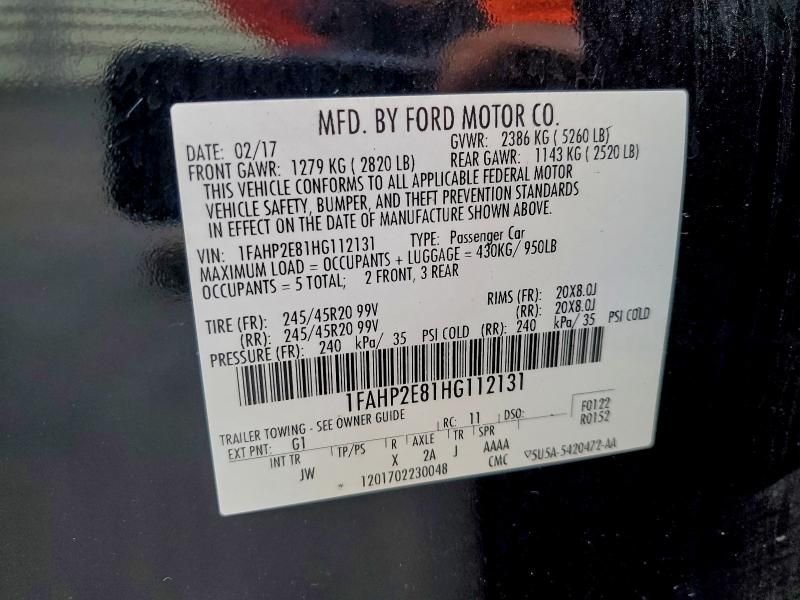 MFD. BY FORD MOTOR CO.
DATE: 02/17 GVWR: 2386 KG ( 5260 LB)
FRONT GAWR: 1279 KG ( 2820 LB) REAR GAWR: 1143 KG ( 2520 LB)
THIS VEHICLE CONFORMS TO ALL APPLICABLE FEDERAL MOTOR
VEHICLE SAFETY, BUMPER, AND THEFT PREVENTION STANDARDS
IN EFFECT ON THE DATE OF MANUFACTURE SHOWN ABOVE.
VIN: 1FAHP2E81HG112131 TYPE: Passenger Car
MAXIMUM LOAD = OCCUPANTS + LUGGAGE = 430KG/ 950LB
OCCUPANTS = 5 TOTAL; 2 FRONT, 3 REAR
TIRE (FR): 245/45R20 99V RIMS (FR): 20X8.0J
(RR): 245/45R20 99V (RR): 20X8.0J
PRESSURE (FR): 240 kPa/ 35 PSI COLD (RR): 240 kPa/ 35 PSI COLD
1FAHP2E81HG112131
TRAILER TOWING - SEE OWNER GUIDE RC: 11 DSO: F0122
R0152
EXT PNT: G1 TP/PS R AXLE TR SPR
INT TR JW X 2A J AAAA
CMC ▽5U5A-5420472-AA
* 1201702230048